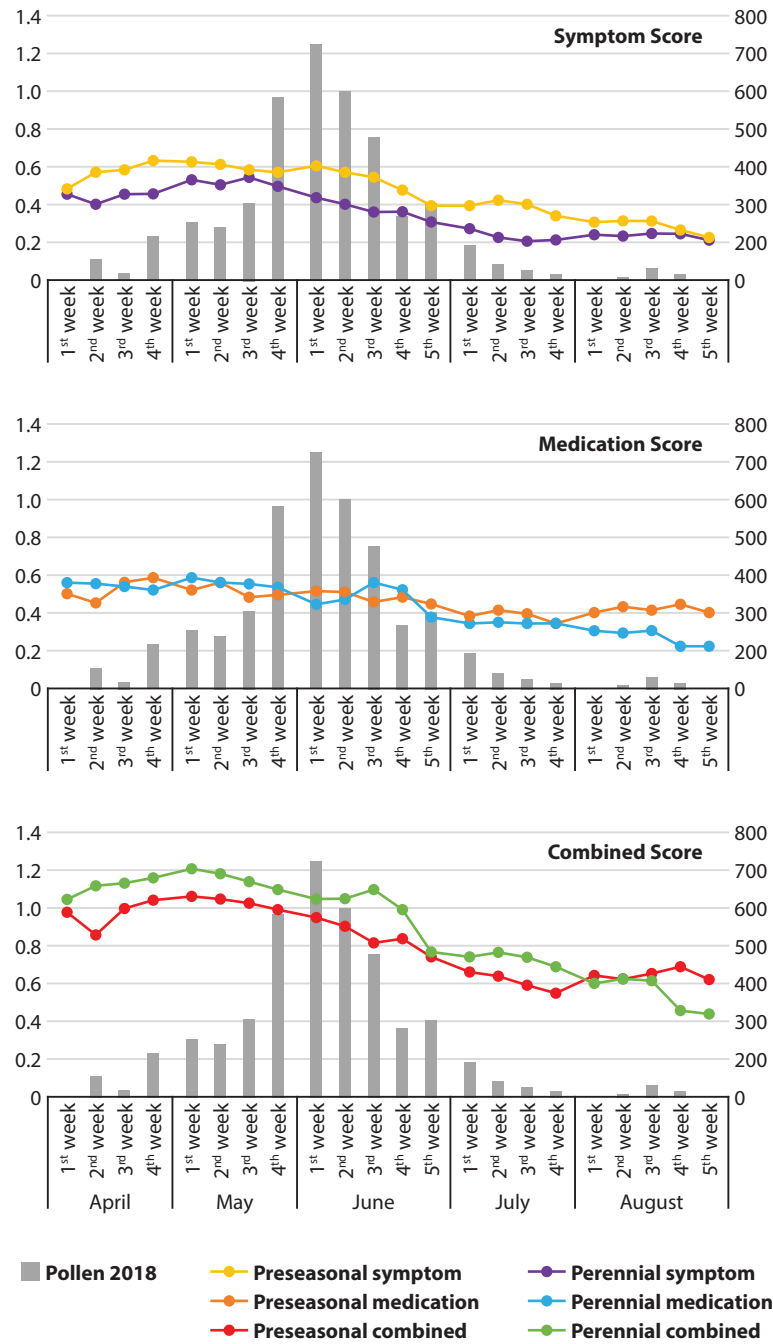 1.4 800
Symptom Score
1.2 700
1.0 600
0.8 500
0.6 400
0.4 300
0.2 200
0 0
1st week
2nd week
3rd week
4th week
1st week
2nd week
3rd week
4th week
1st week
2nd week
3rd week
4th week
5th week
1st week
2nd week
3rd week
4th week
1st week
2nd week
3rd week
4th week
5th week
1.4 800
Medication Score
1.2 700
1.0 600
0.8 500
0.6 400
0.4 300
0.2 200
0 0
1st week
2nd week
3rd week
4th week
1st week
2nd week
3rd week
4th week
1st week
2nd week
3rd week
4th week
5th week
1st week
2nd week
3rd week
4th week
1st week
2nd week
3rd week
4th week
5th week
1.4 800
Combined Score
1.2 700
1.0 600
0.8 500
0.6 400
0.4 300
0.2 200
0 0
1st week
2nd week
3rd week
4th week
1st week
2nd week
3rd week
4th week
1st week
2nd week
3rd week
4th week
5th week
1st week
2nd week
3rd week
4th week
1st week
2nd week
3rd week
4th week
5th week
April May June July August
Pollen 2018 Preseasonal symptom Perennial symptom
Preseasonal medication Perennial medication
Preseasonal combined Perennial combined